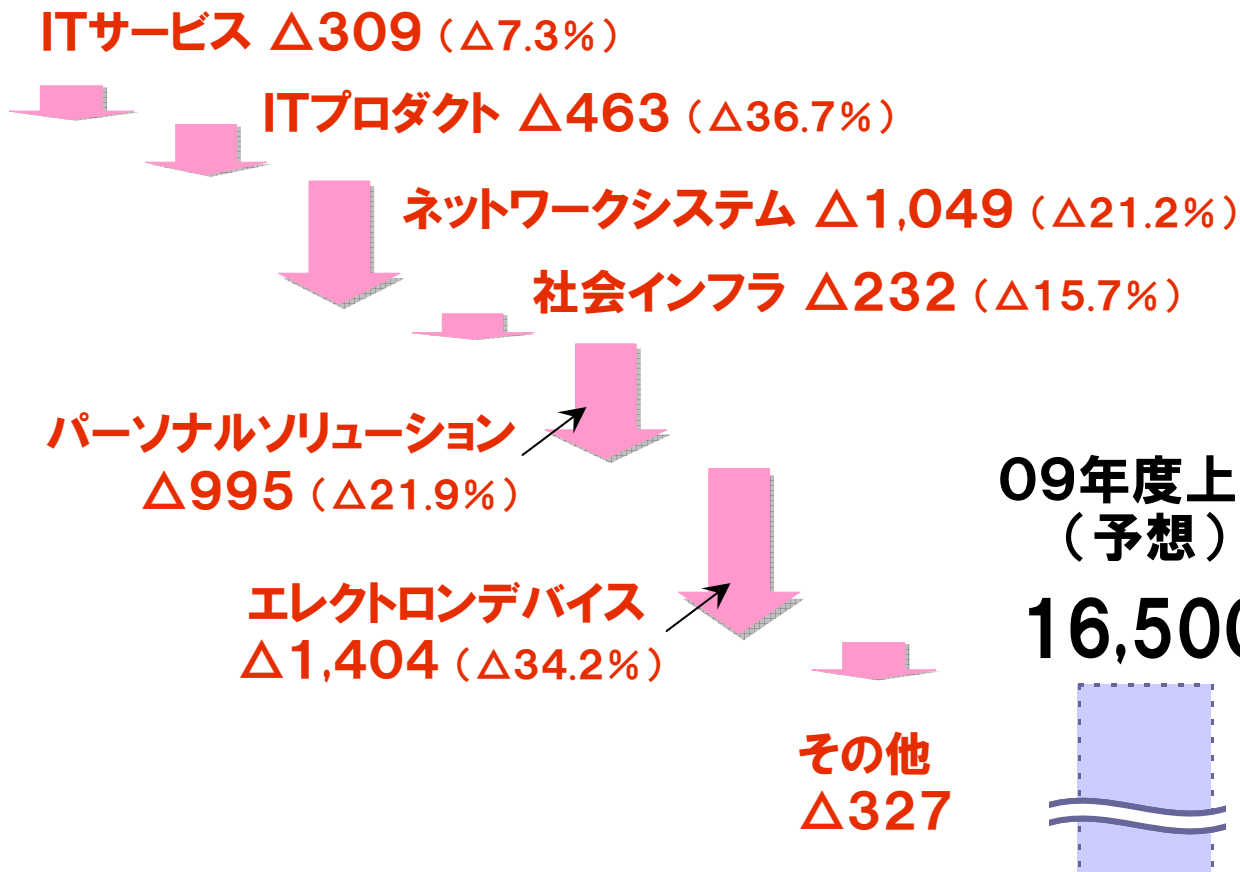 ITサービス △309（△7.3％）
ITプロダクト △463（△36.7％）
ネットワークシステム △1,049（△21.2％）
社会インフラ △232（△15.7％）
パーソナルソリューション
△995（△21.9％）
エレクトロンデバイス
△1,404（△34.2％）
その他
△327
09年度上
（予想）
16,500